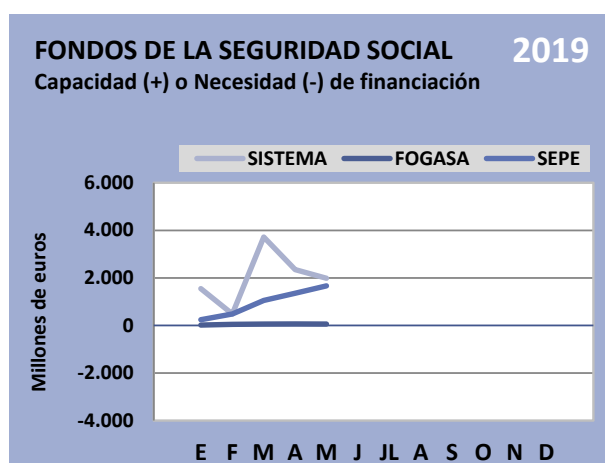 FONDOS DE LA SEGURIDAD SOCIAL 2019
Capacidad (+) o Necesidad (-) de financiación
SISTEMA FOGASA SEPE
6.000
4.000
2.000
0
-2.000
-4.000
Millones de euros
E F M A M J JL A S O N D